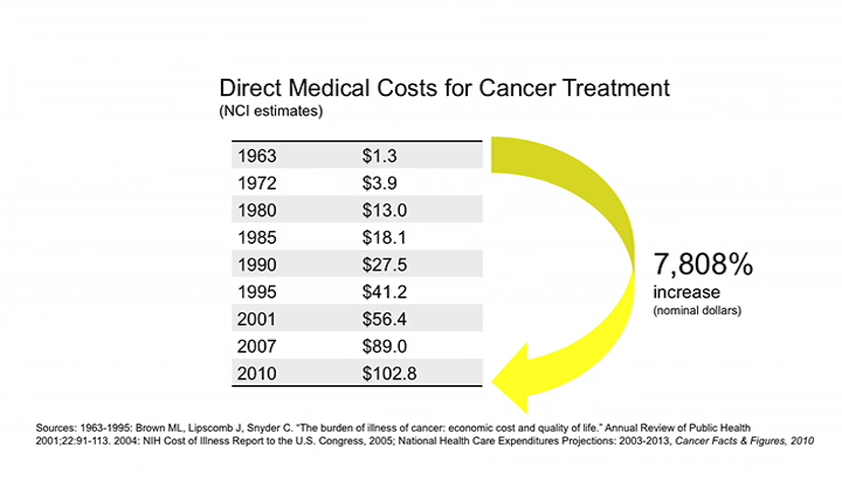 Direct Medical Costs for Cancer Treatment
(NCI estimates)
1963 $1.3
1972 $3.9
1980 $13.0
1985 $18.1
1990 $27.5
1995 $41.2
2001 $56.4
2007 $89.0
2010 $102.8
7,808%
increase
(nominal dollars)
Sources: 1963-1995: Brown ML, Lipscomb J, Snyder C. “The burden of illness of cancer: economic cost and quality of life.” Annual Review of Public Health
2001;22:91-113. 2004: NIH Cost of Illness Report to the U.S. Congress, 2005; National Health Care Expenditures Projections: 2003-2013, Cancer Facts & Figures, 2010